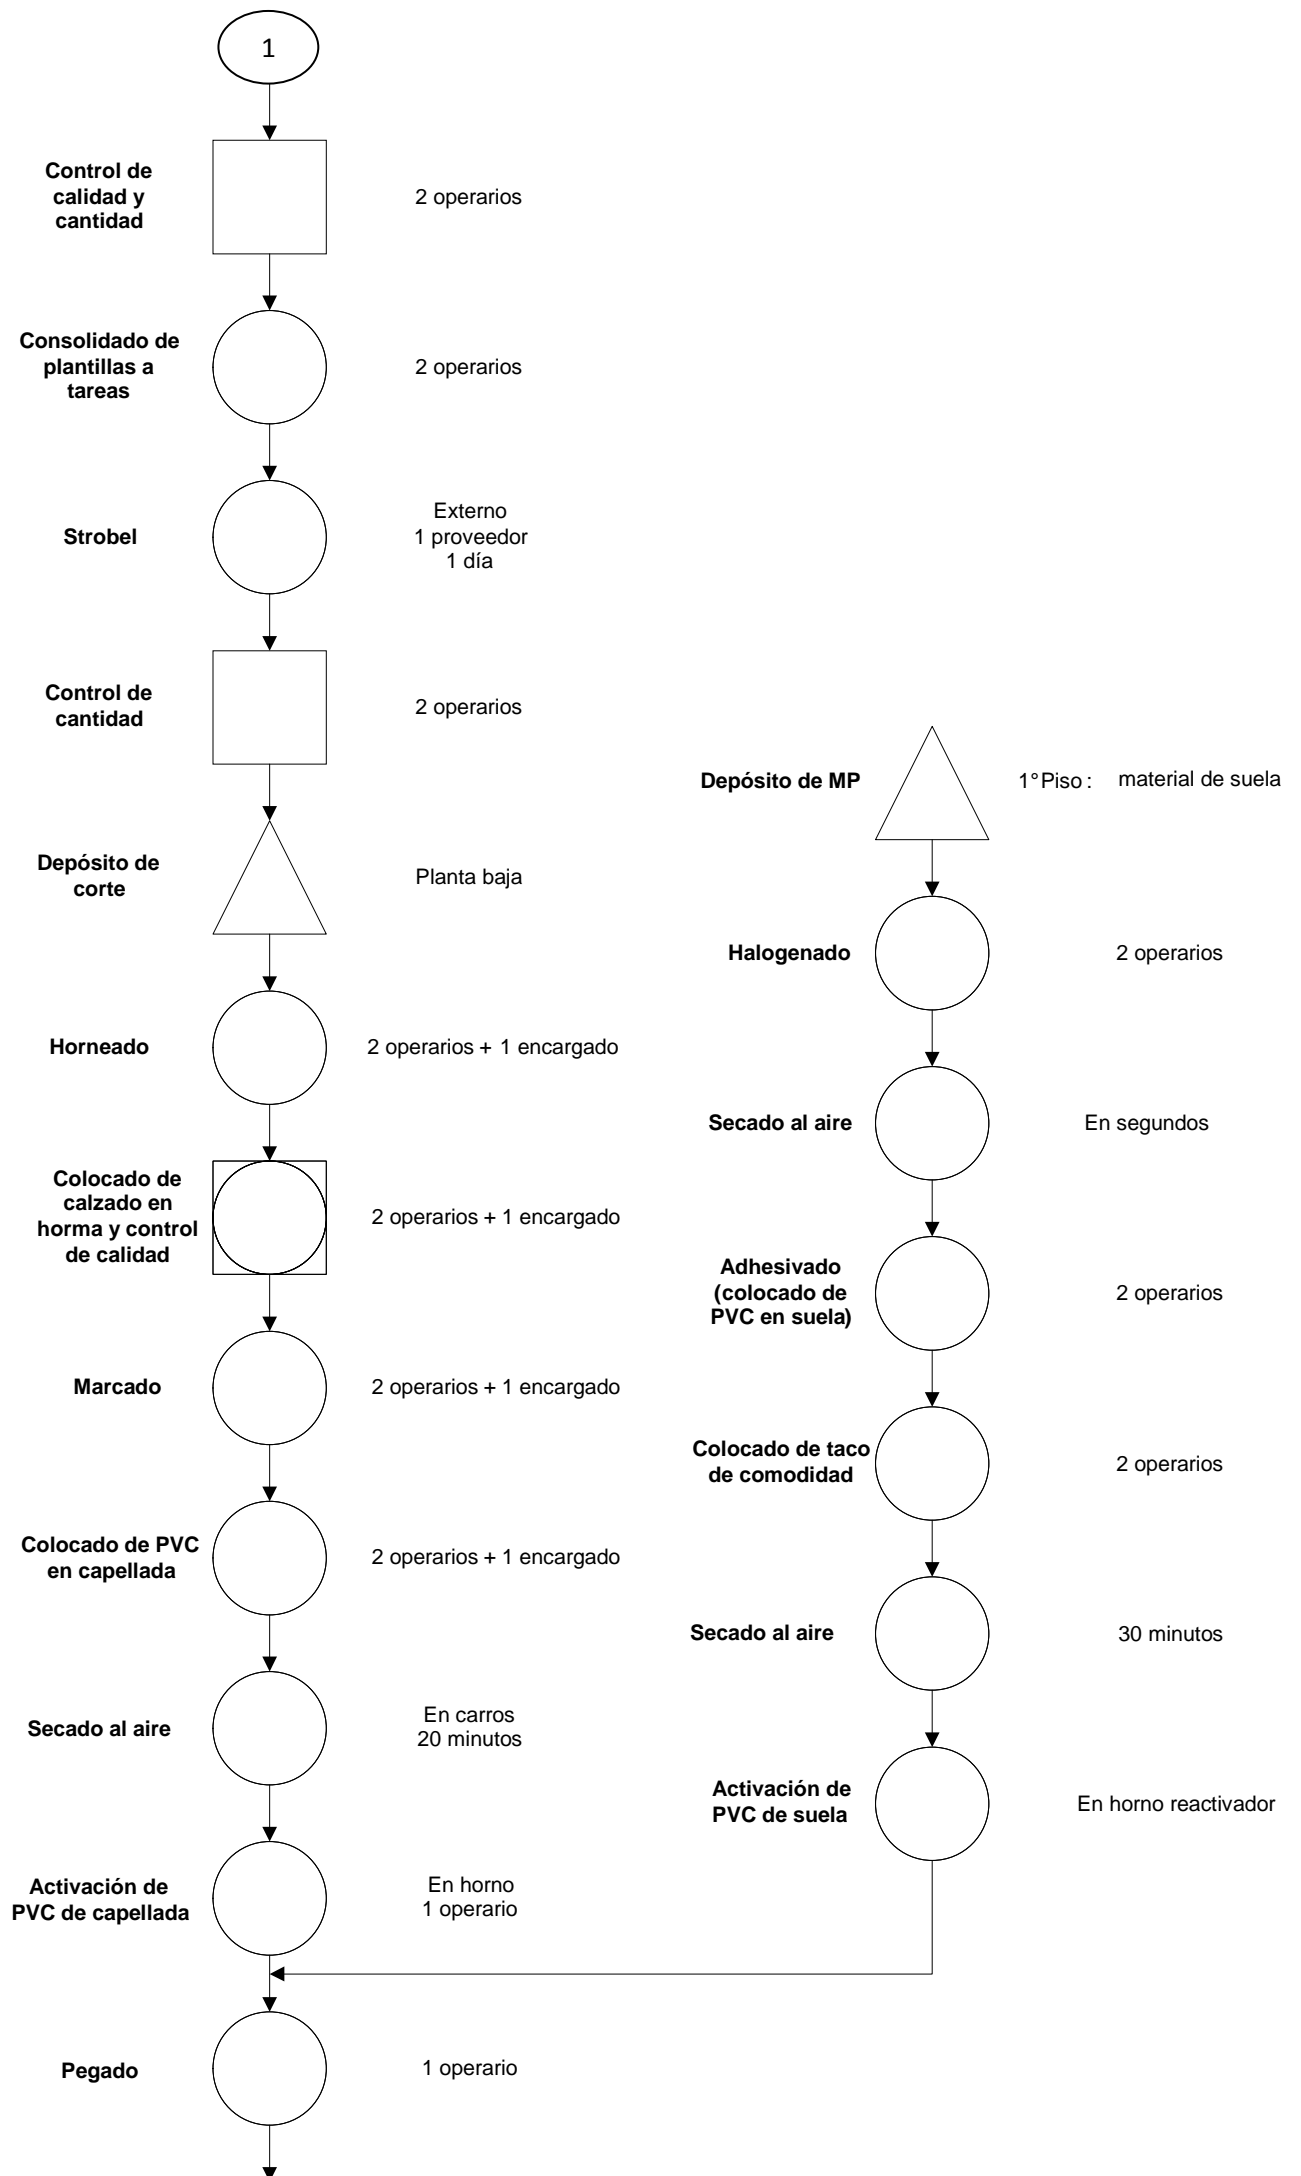 1
Control de
calidad y
cantidad
2 operarios
Consolidado de
plantillas a
tareas
2 operarios
Strobel
Externo
1 proveedor
1 día
Control de
cantidad
2 operarios
Depósito de
corte
Planta baja
Horneado
2 operarios + 1 encargado
Colocado de
calzado en
horma y control
de calidad
2 operarios + 1 encargado
Marcado
2 operarios + 1 encargado
Colocado de PVC
en capellada
2 operarios + 1 encargado
Secado al aire
En carros
20 minutos
Activación de
PVC de capellada
En horno
1 operario
Depósito de MP
1° Piso : material de suela
Halogenado
2 operarios
Secado al aire
En segundos
Adhesivado
(colocado de
PVC en suela)
2 operarios
Colocado de taco
de comodidad
2 operarios
Secado al aire
30 minutos
Activación de
PVC de suela
En horno reactivador
Pegado
1 operario